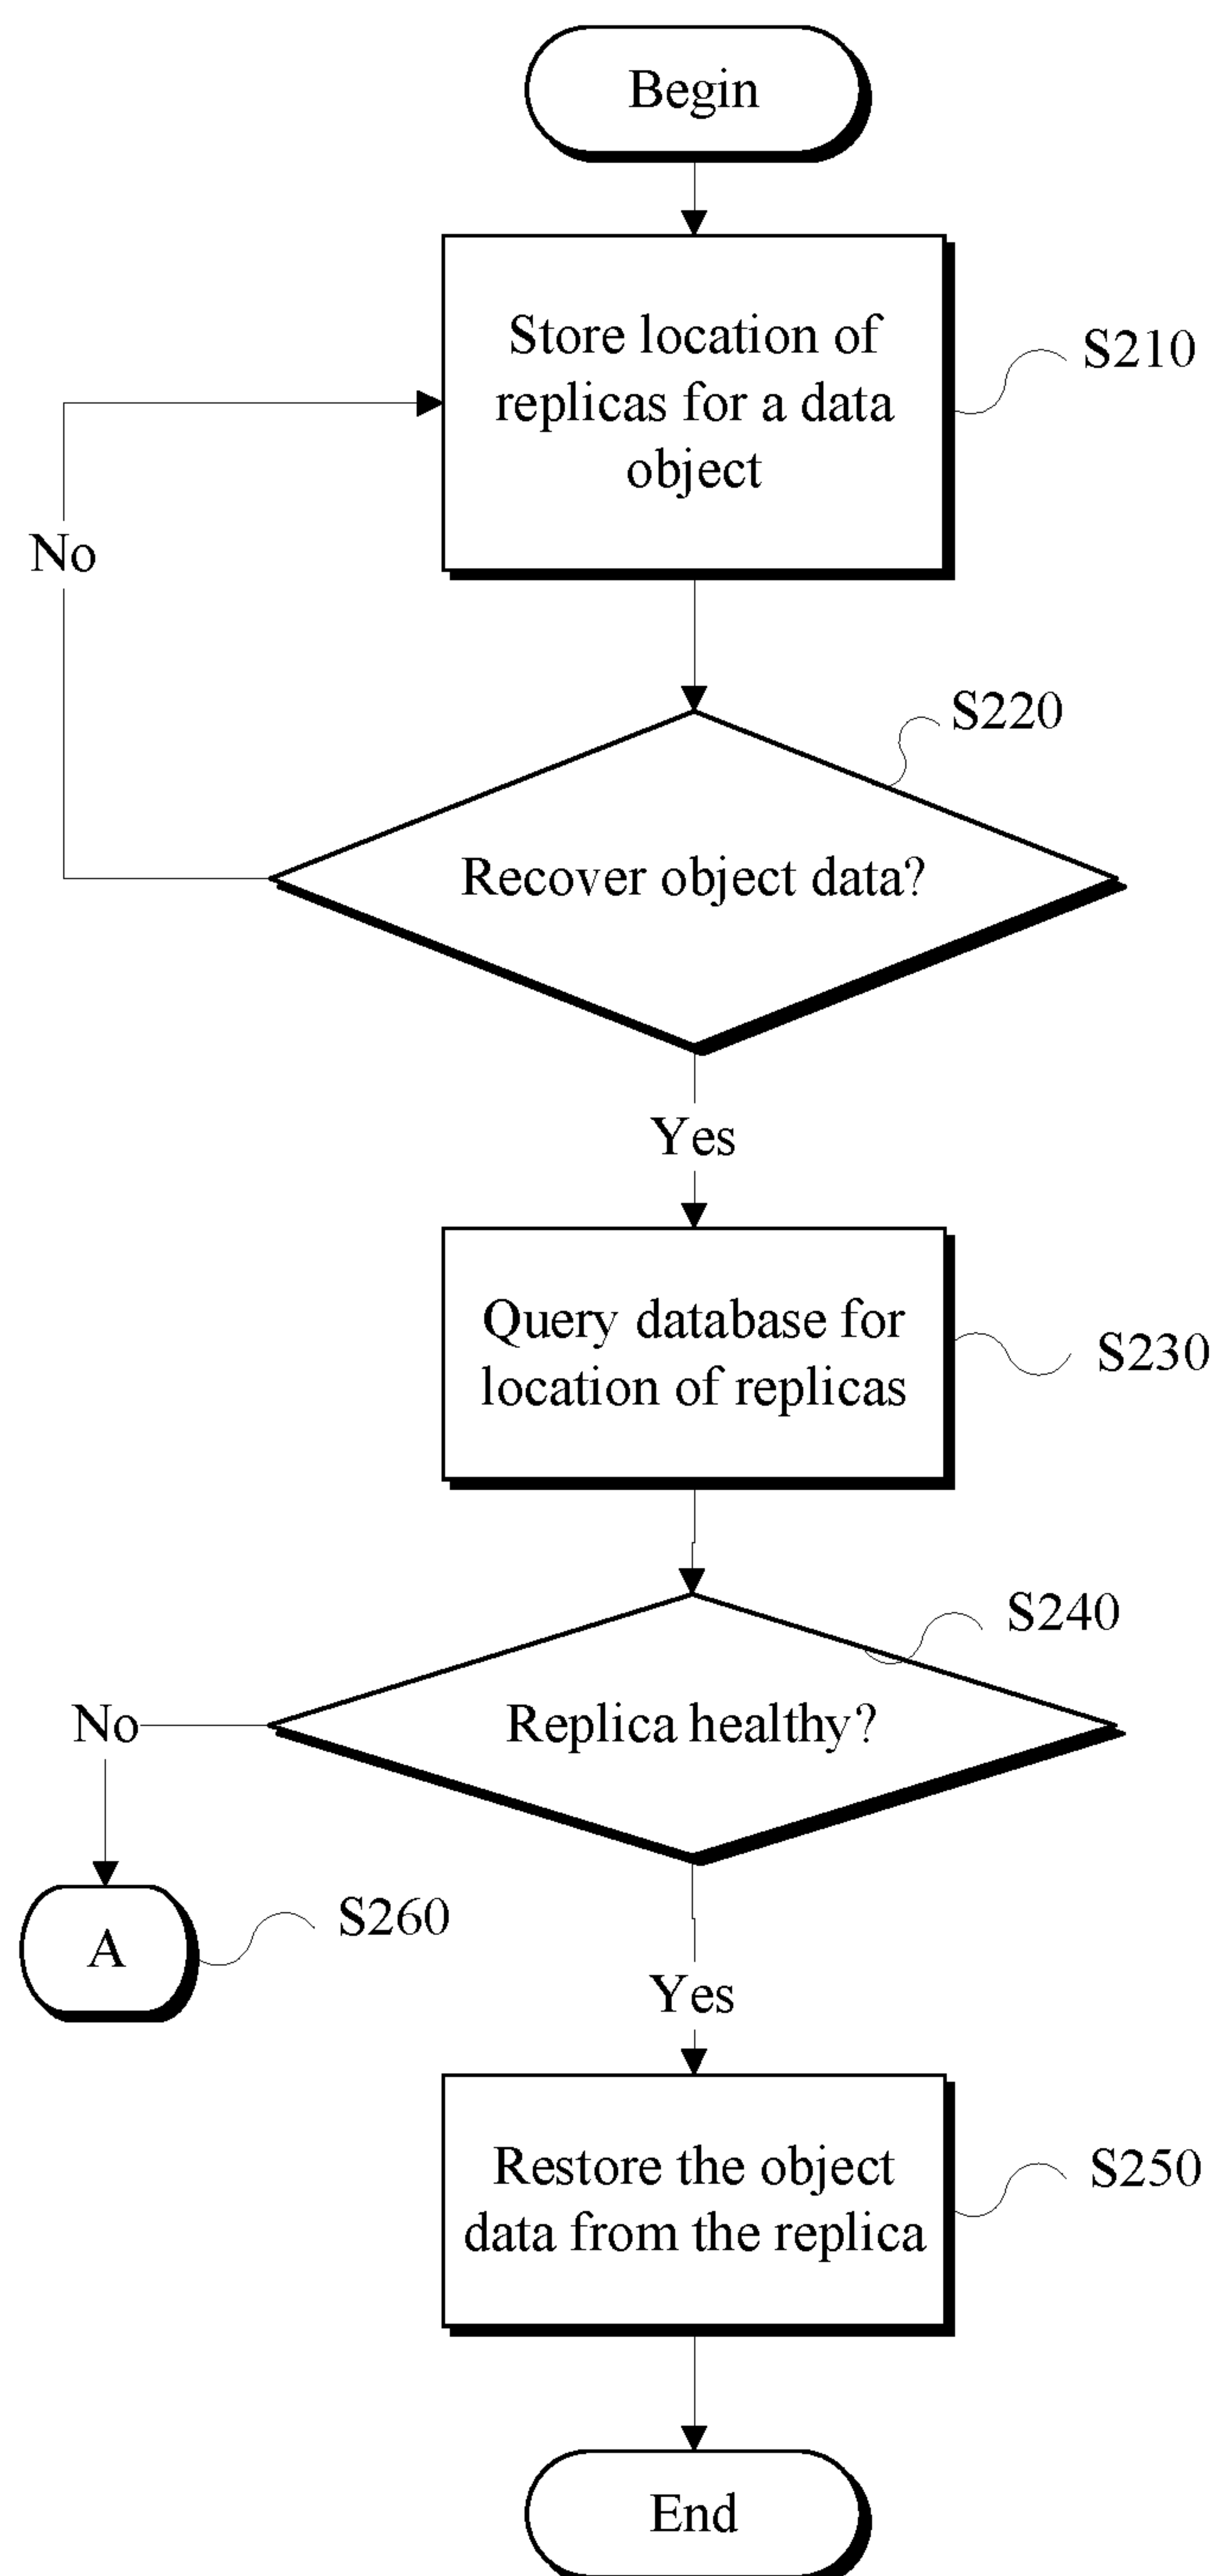 Begin
Store location of
replicas for a data
object
S210
No
S220
Recover object data?
Yes
Query database for
location of replicas
S230
S240
Replica healthy?
No
A
S260
Yes
Restore the object
data from the replica
S250
End